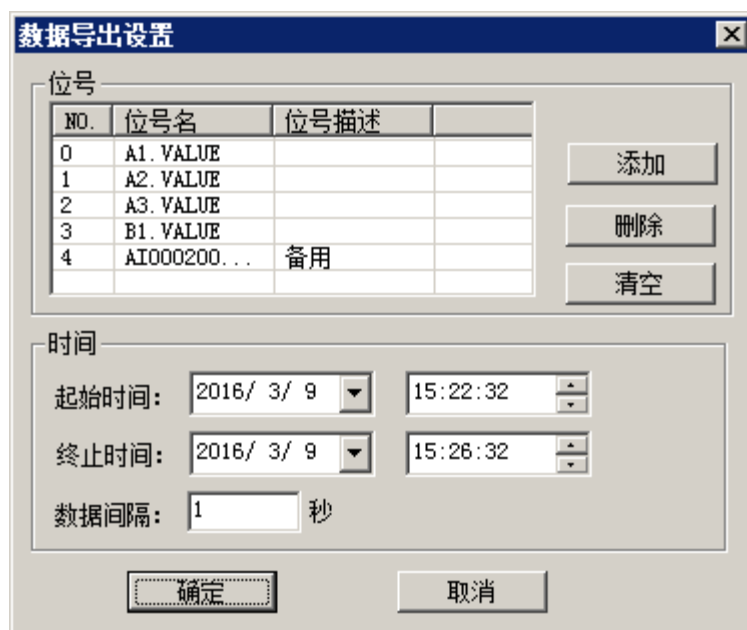 数据导出设置
位号
NO. 位号名 位号描述
0 A1.VALUE
1 A2.VALUE
2 A3.VALUE
3 B1.VALUE
4 AI000200... 备用
添加
删除
清空
时间
起始时间: 2016/ 3/ 9 15:22:32
终止时间: 2016/ 3/ 9 15:26:32
数据间隔: 1 秒
确定 取消